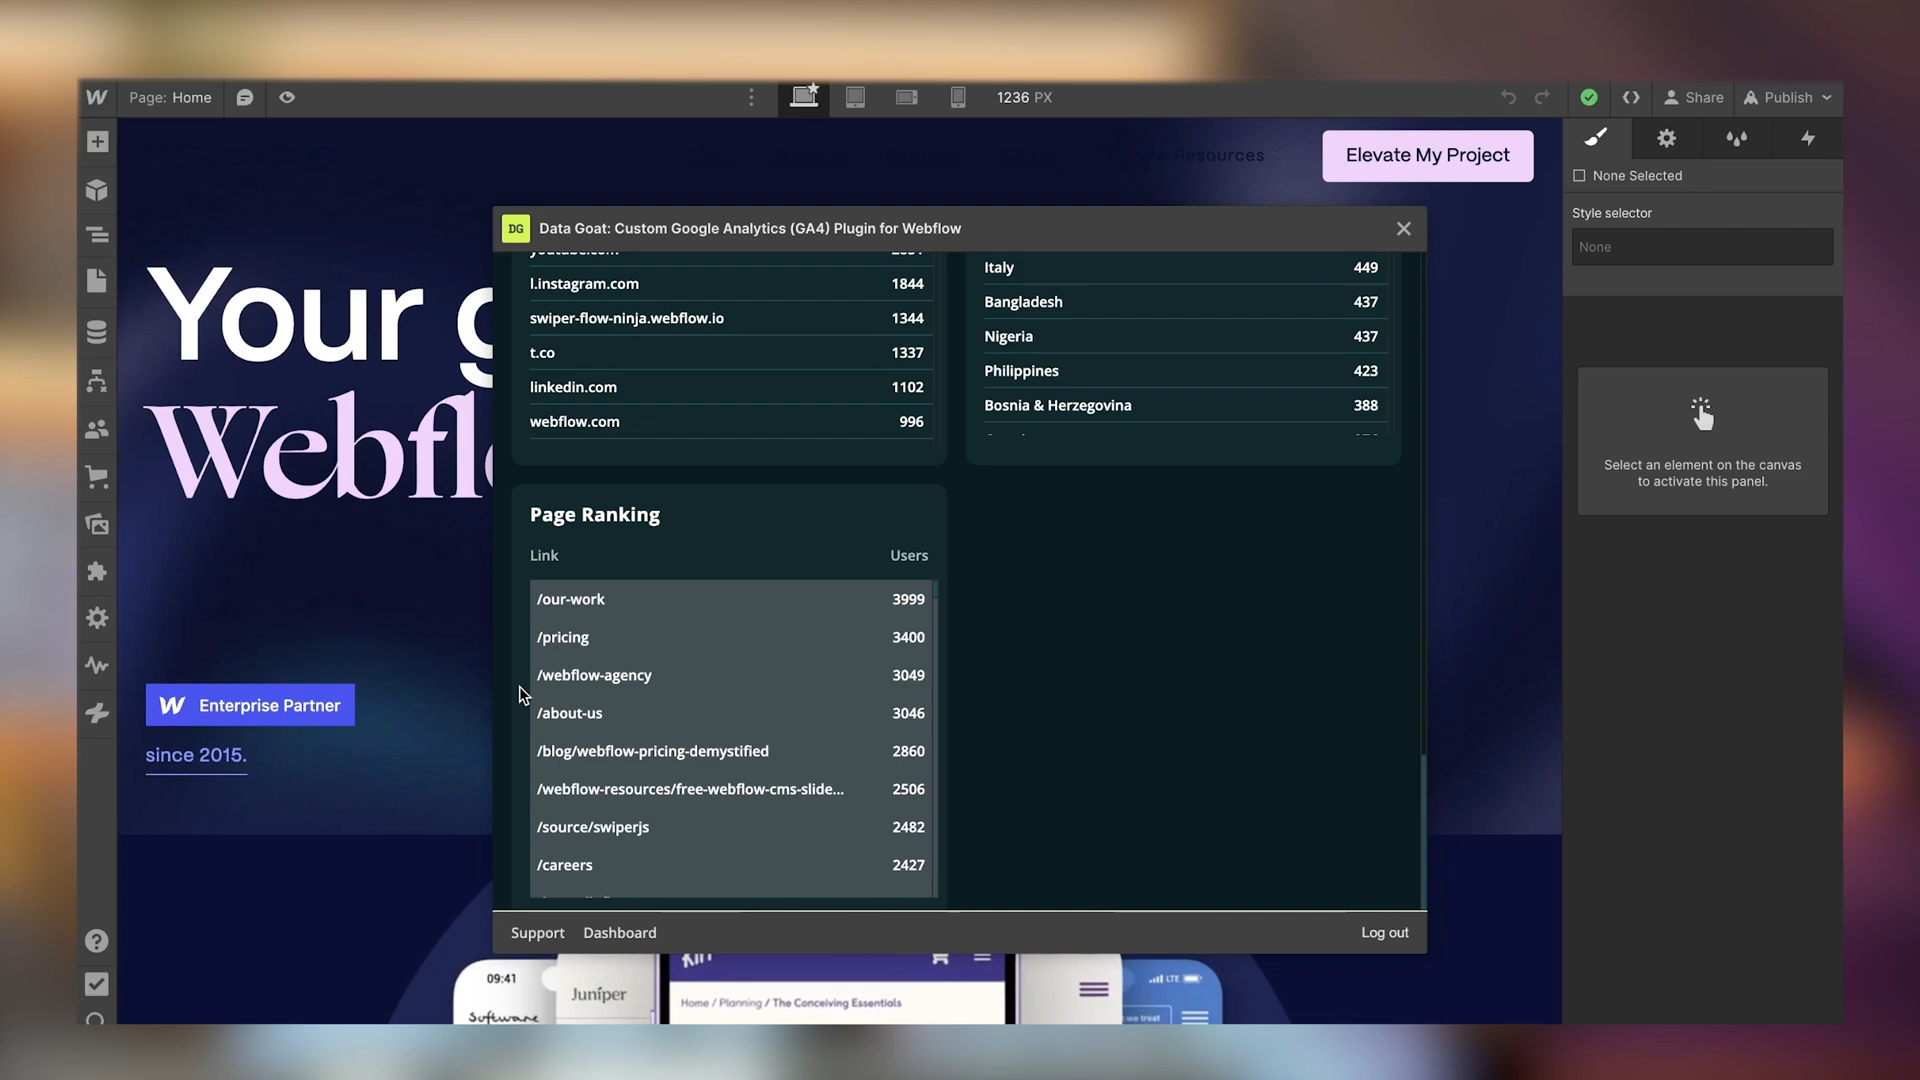 Page: Home
1236 PX
Share
Publish
Resources
Elevate My Project
None Selected
Style selector
None
Select an element on the canvas
to activate this panel.
Your
Webfl
Enterprise Partner
since 2015.
DG
Data Goat: Custom Google Analytics (GA4) Plugin for Webflow
l.instagram.com 1844
swiper-flow-ninja.webflow.io 1344
t.co 1337
linkedin.com 1102
webflow.com 996
Italy 449
Bangladesh 437
Nigeria 437
Philippines 423
Bosnia & Herzegovina 388
Page Ranking
Link Users
/our-work 3999
/pricing 3400
/webflow-agency 3049
/about-us 3046
/blog/webflow-pricing-demystified 2860
/webflow-resources/free-webflow-cms-slide... 2506
/source/swiperjs 2482
/careers 2427
Support Dashboard Log out
09:41
Juniper
Software
Home / Planning / The Conceiving Essentials
LTE
we treat